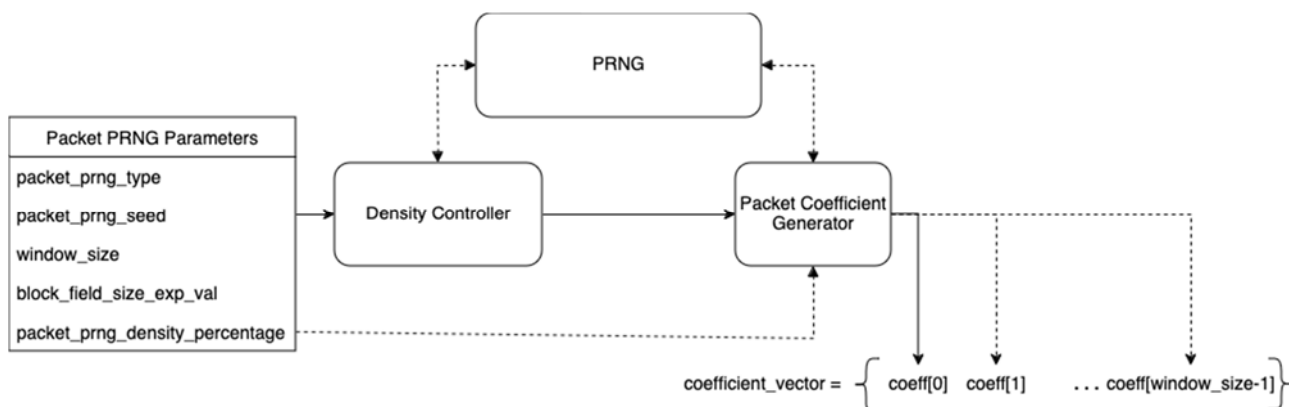 PRNG
Packet PRNG Parameters
packet_prng_type
packet_prng_seed
window_size
block_field_size_exp_val
packet_prng_density_percentage
Density Controller
Packet Coefficient
Generator
coefficient_vector = { coeff[0] coeff[1] ... coeff[window_size-1] }